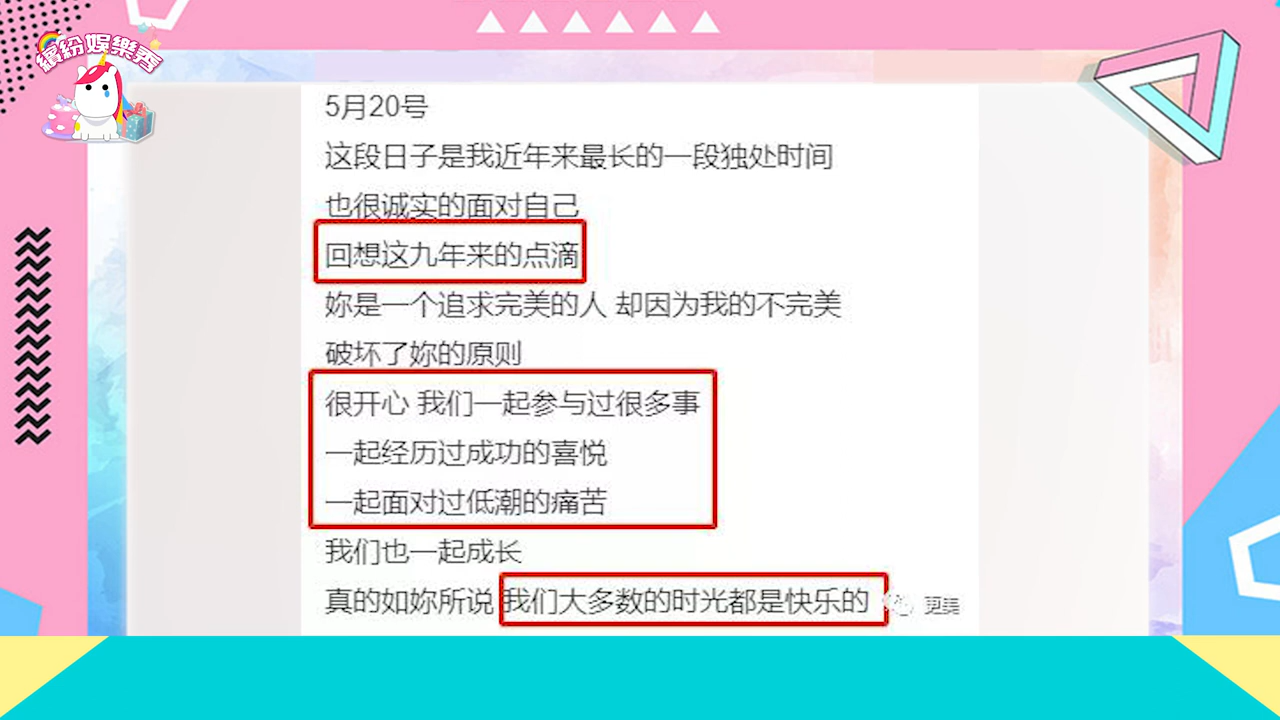 繽紛娛樂秀
5月20号
这段日子是我近年来最长的一段独处时间
也很诚实的面对自己
回想这九年来的点滴
妳是一个追求完美的人 却因为我的不完美
破坏了妳的原则
很开心 我们一起参与过很多事
一起经历过成功的喜悦
一起面对过低潮的痛苦
我们也一起成长
真的如妳所说 我们大多数的时光都是快乐的
更美